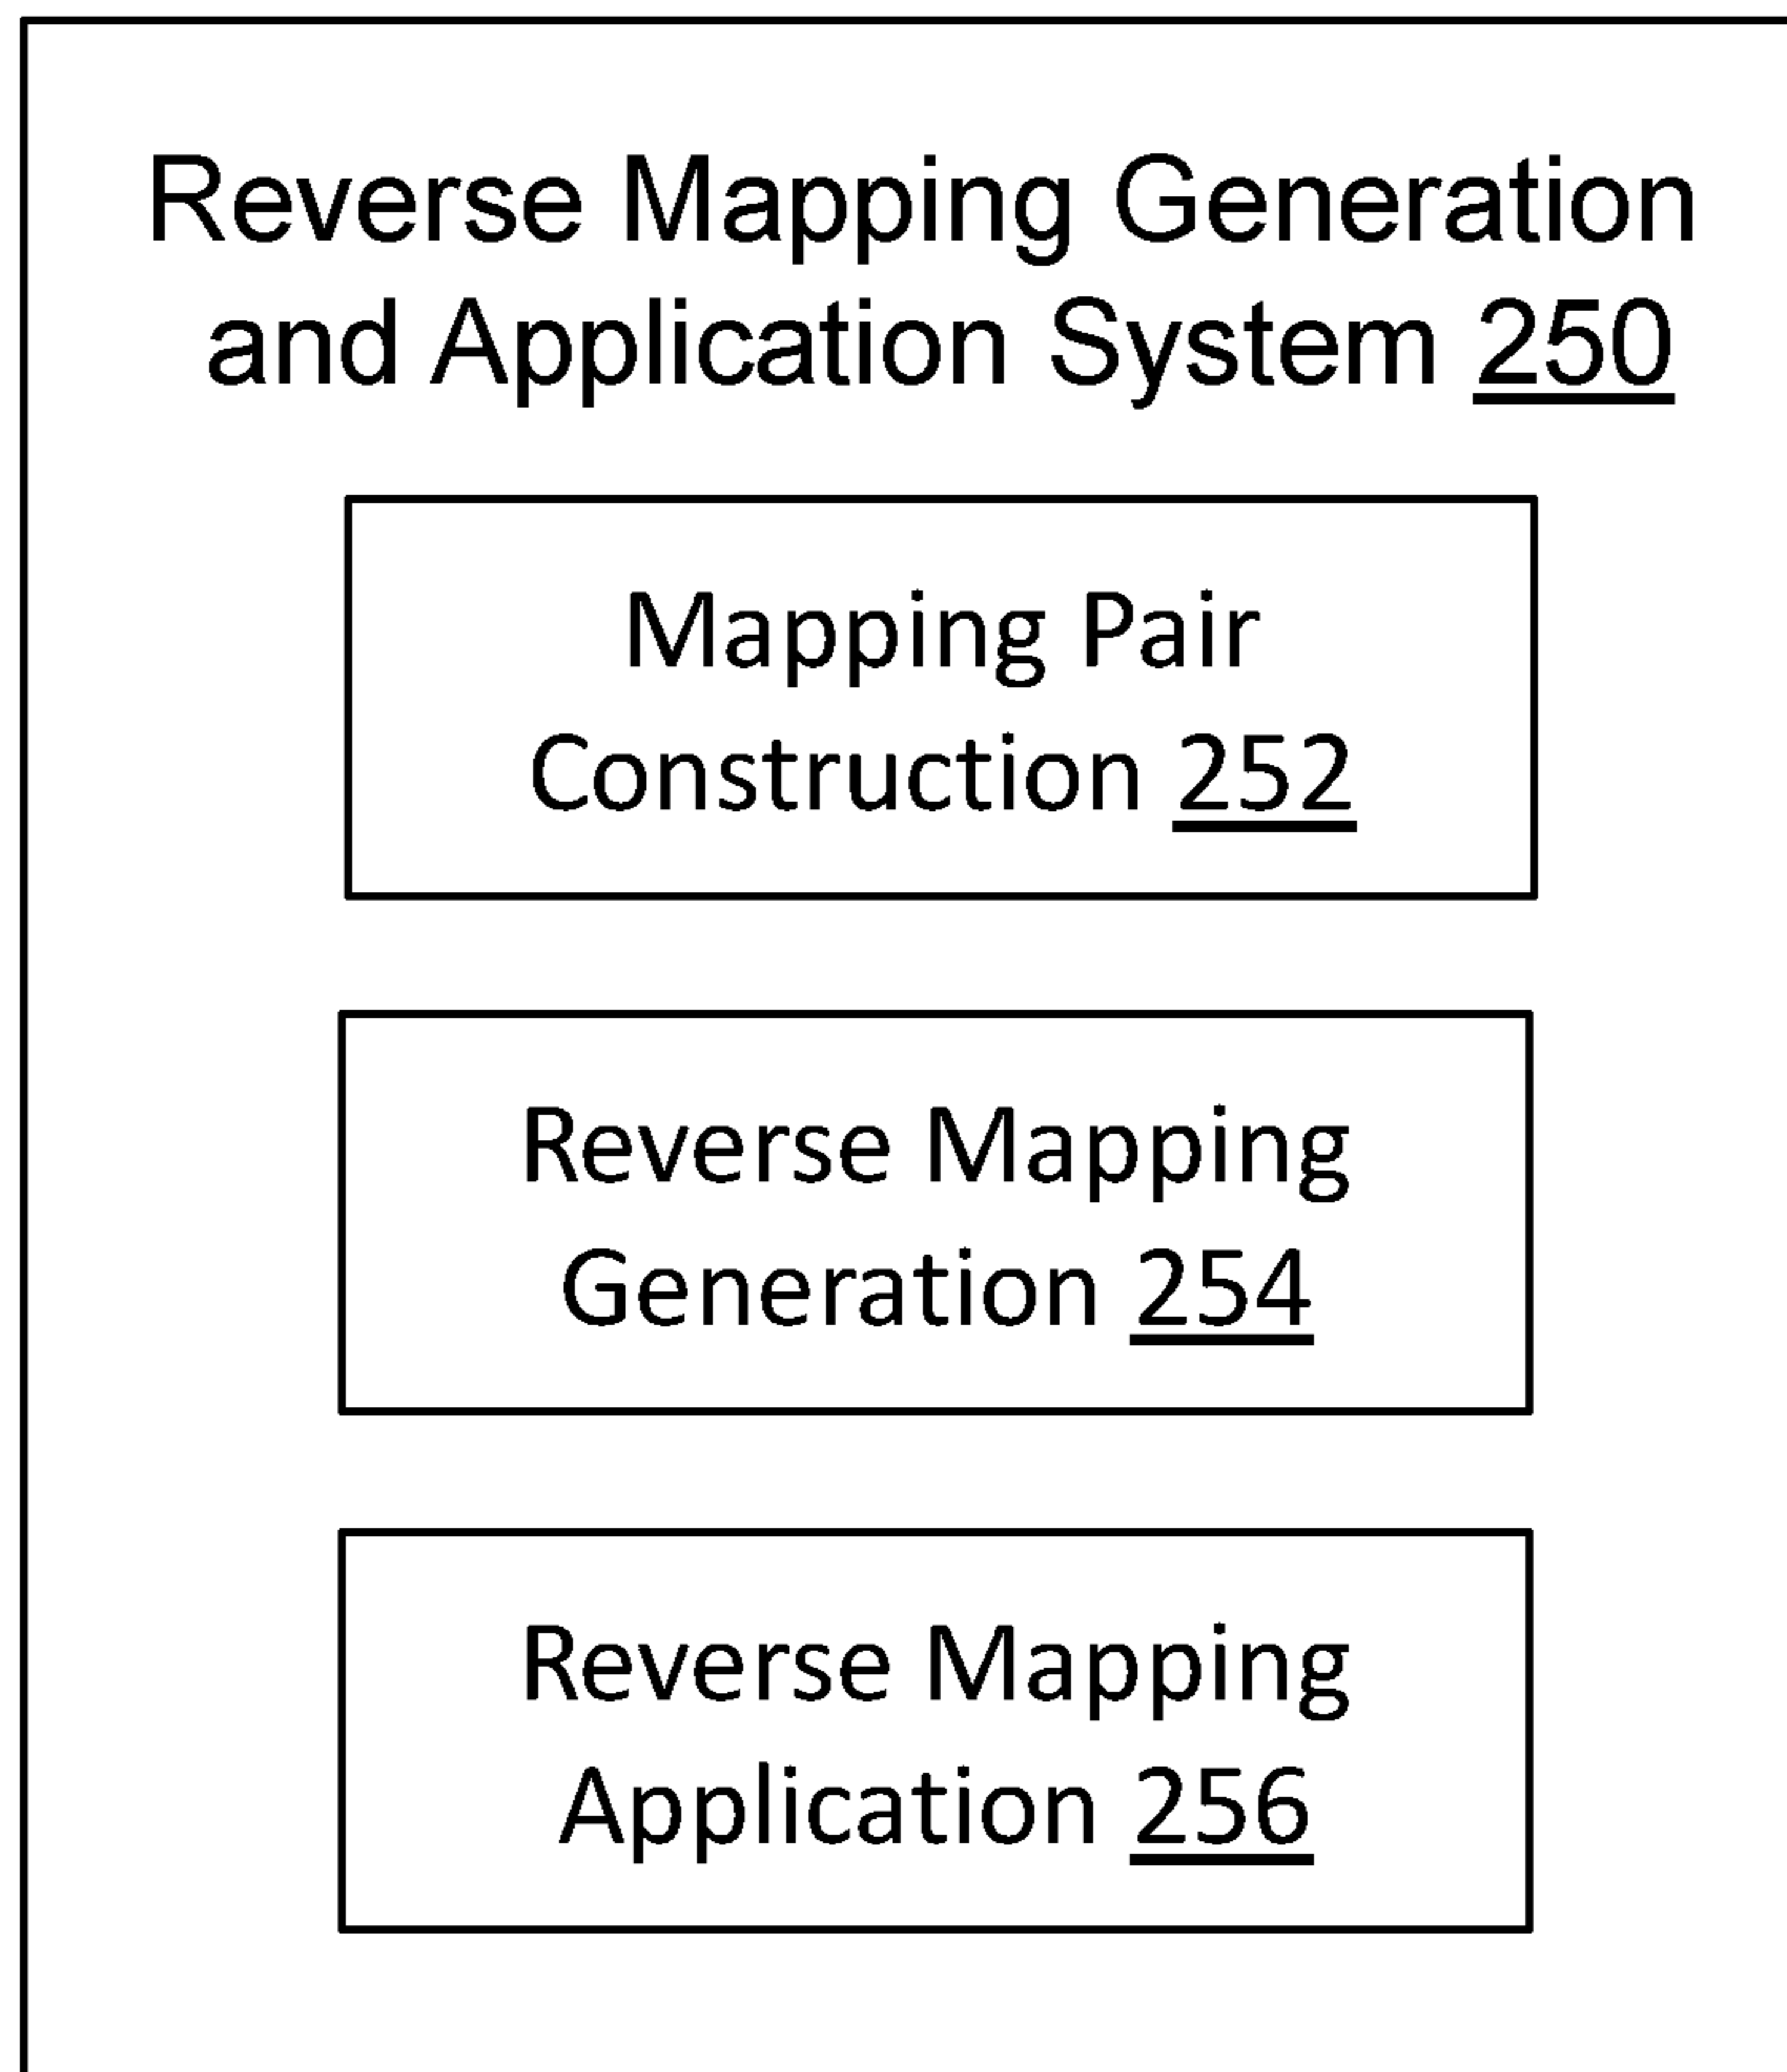 Reverse Mapping Generation
and Application System 250
Mapping Pair
Construction 252
Reverse Mapping
Generation 254
Reverse Mapping
Application 256